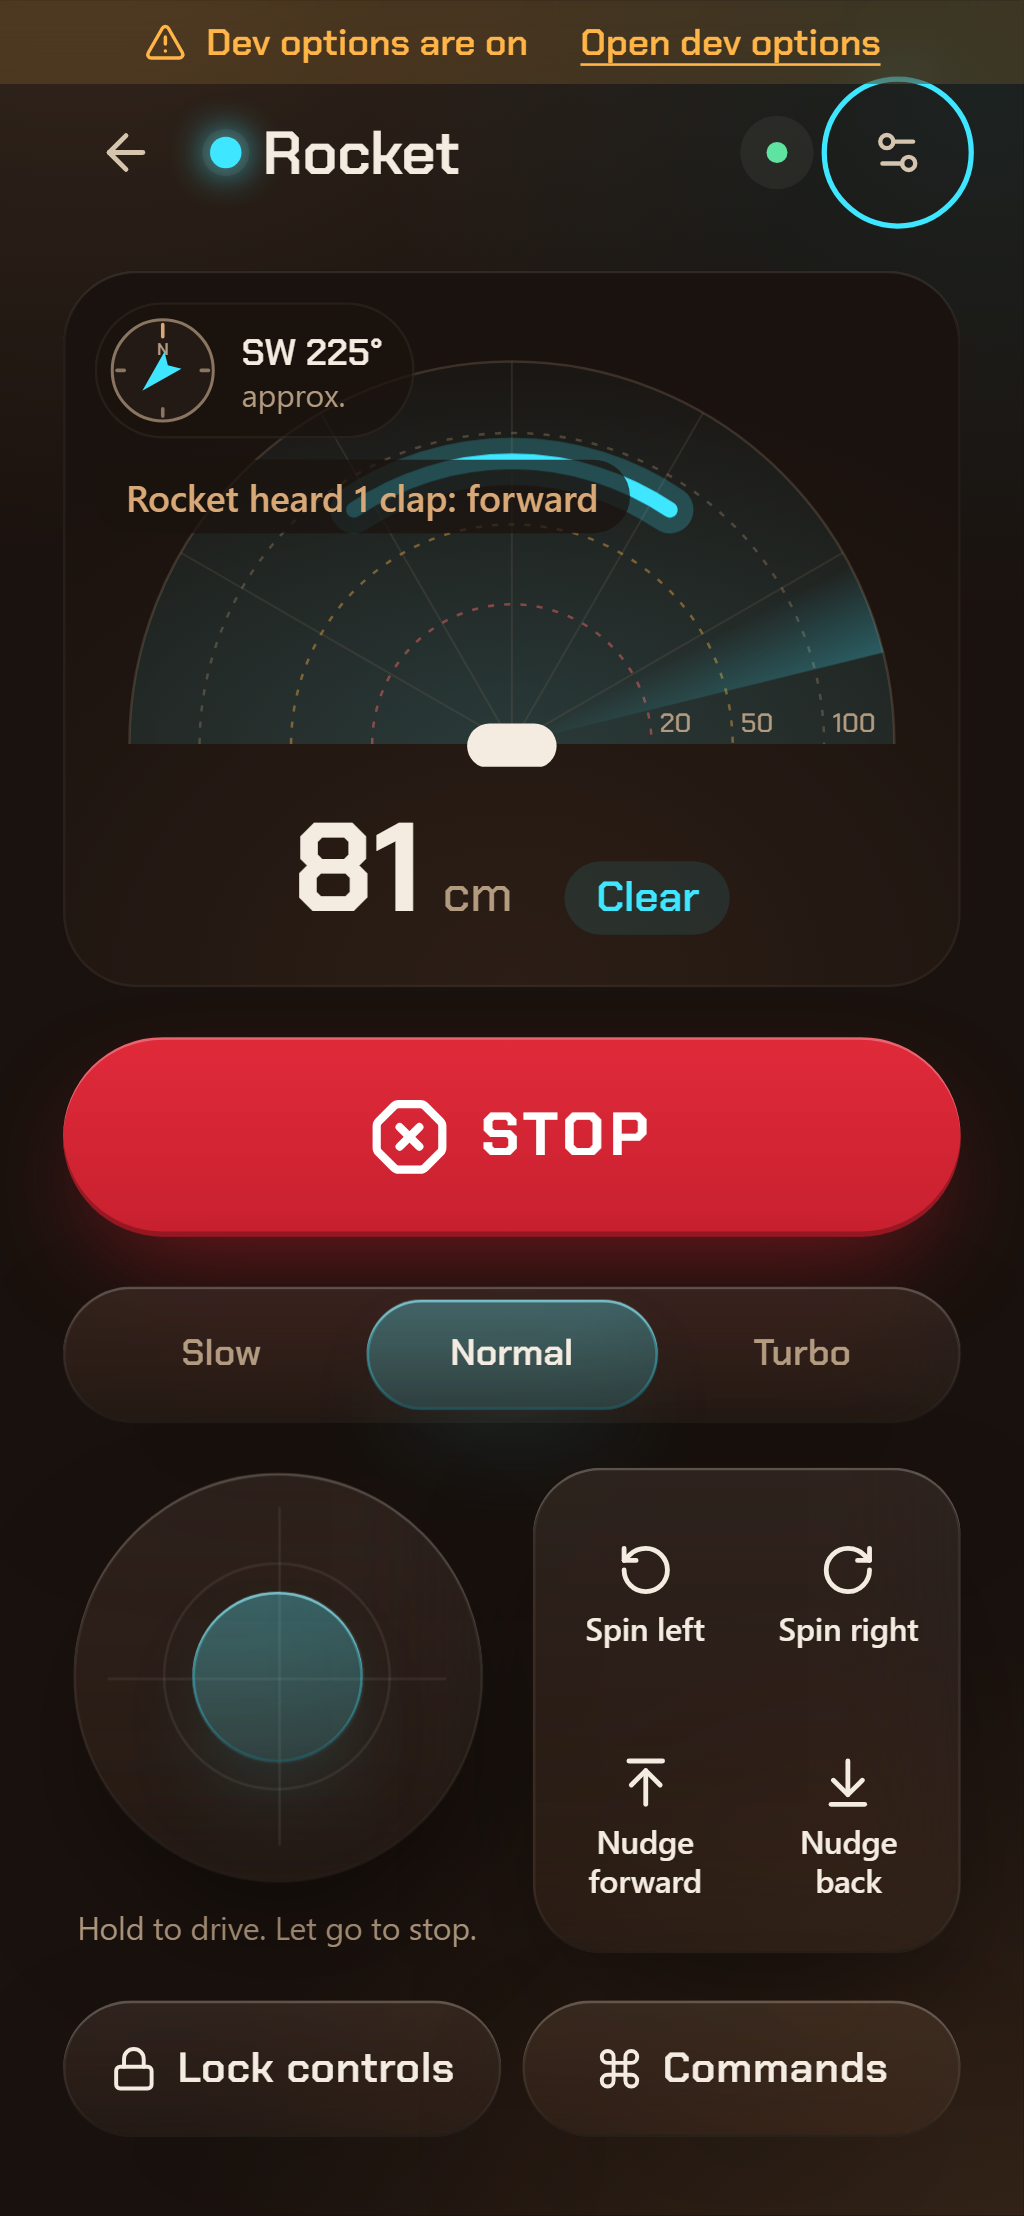 Dev options are on Open dev options
Rocket
N
SW 225°
approx.
Rocket heard 1 clap: forward
20 50 100
81 cm Clear
STOP
Slow Normal Turbo
Spin left Spin right
Nudge forward
Nudge back
Hold to drive. Let go to stop.
Lock controls Commands